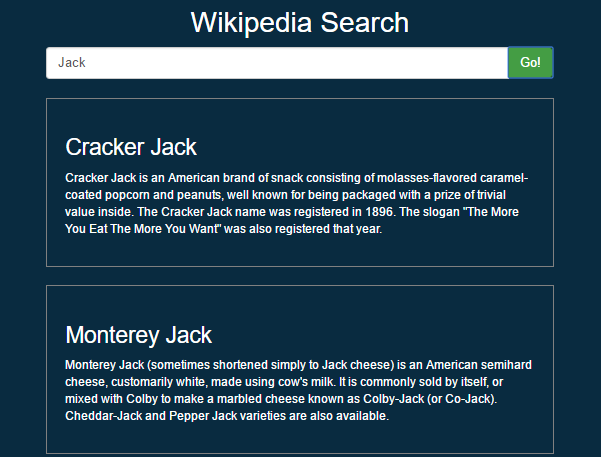 Wikipedia Search
Jack
Go!
Cracker Jack
Cracker Jack is an American brand of snack consisting of molasses-flavored caramel-
coated popcorn and peanuts, well known for being packaged with a prize of trivial
value inside. The Cracker Jack name was registered in 1896. The slogan "The More
You Eat The More You Want" was also registered that year.
Monterey Jack
Monterey Jack (sometimes shortened simply to Jack cheese) is an American semihard
cheese, customarily white, made using cow's milk. It is commonly sold by itself, or
mixed with Colby to make a marbled cheese known as Colby-Jack (or Co-Jack).
Cheddar-Jack and Pepper Jack varieties are also available.